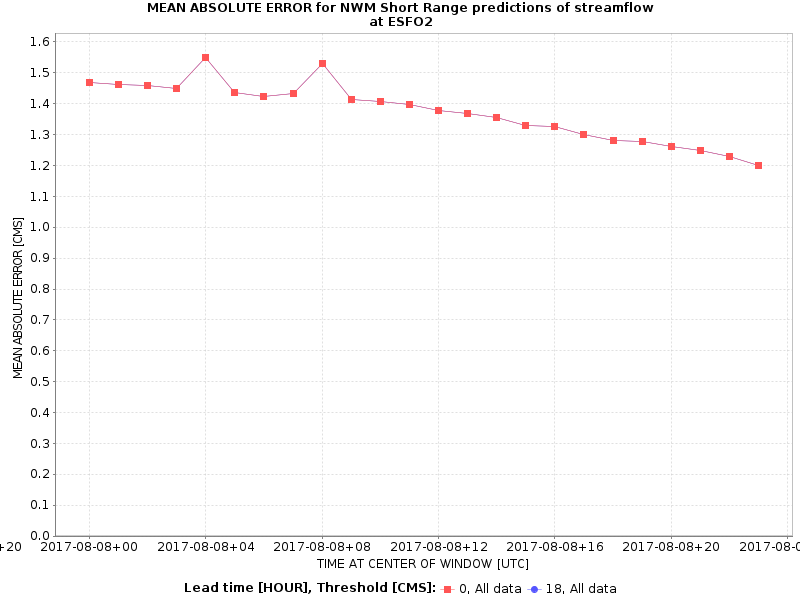 MEAN ABSOLUTE ERROR for NWM Short Range predictions of streamflow
at ESFO2
1.6
1.5
1.4
1.3
1.2
1.1
1.0
0.9
0.8
0.7
0.6
0.5
0.4
0.3
0.2
0.1
0.0
MEAN ABSOLUTE ERROR [CMS]
+20 2017-08-08+00 2017-08-08+04 2017-08-08+08 2017-08-08+12 2017-08-08+16 2017-08-08+20 2017-08-0
TIME AT CENTER OF WINDOW [UTC]
Lead time [HOUR], Threshold [CMS]: 0, All data 18, All data